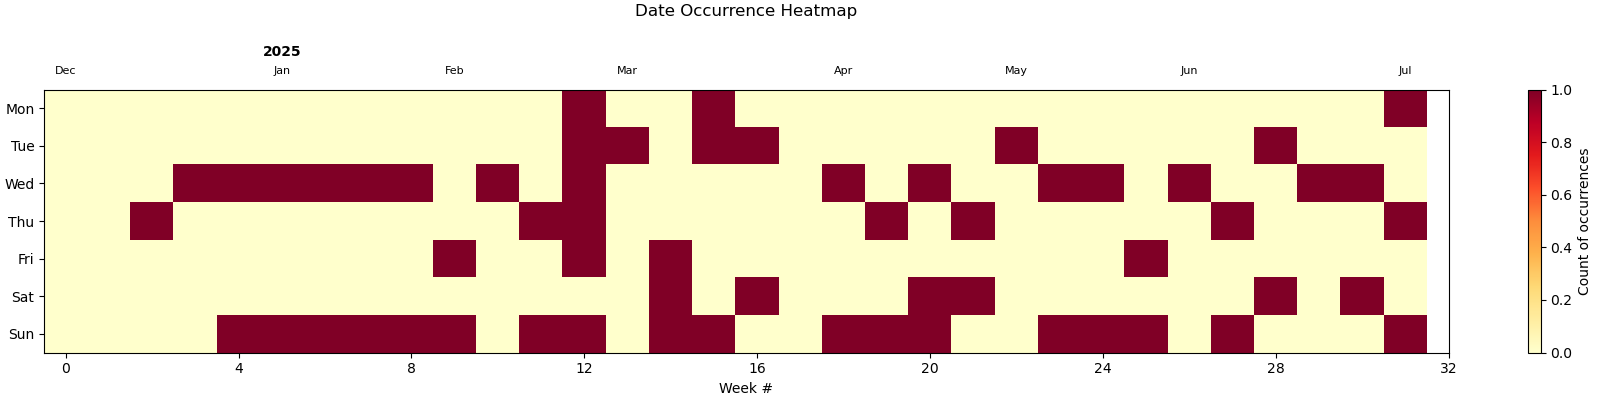 Date Occurrence Heatmap
2025
Dec Jan Feb Mar Apr May Jun Jul
Mon
Tue
Wed
Thu
Fri
Sat
Sun
0 4 8 12 16 20 24 28 32
Week #
1.0
0.8
0.6
0.4
0.2
0.0
Count of occurrences